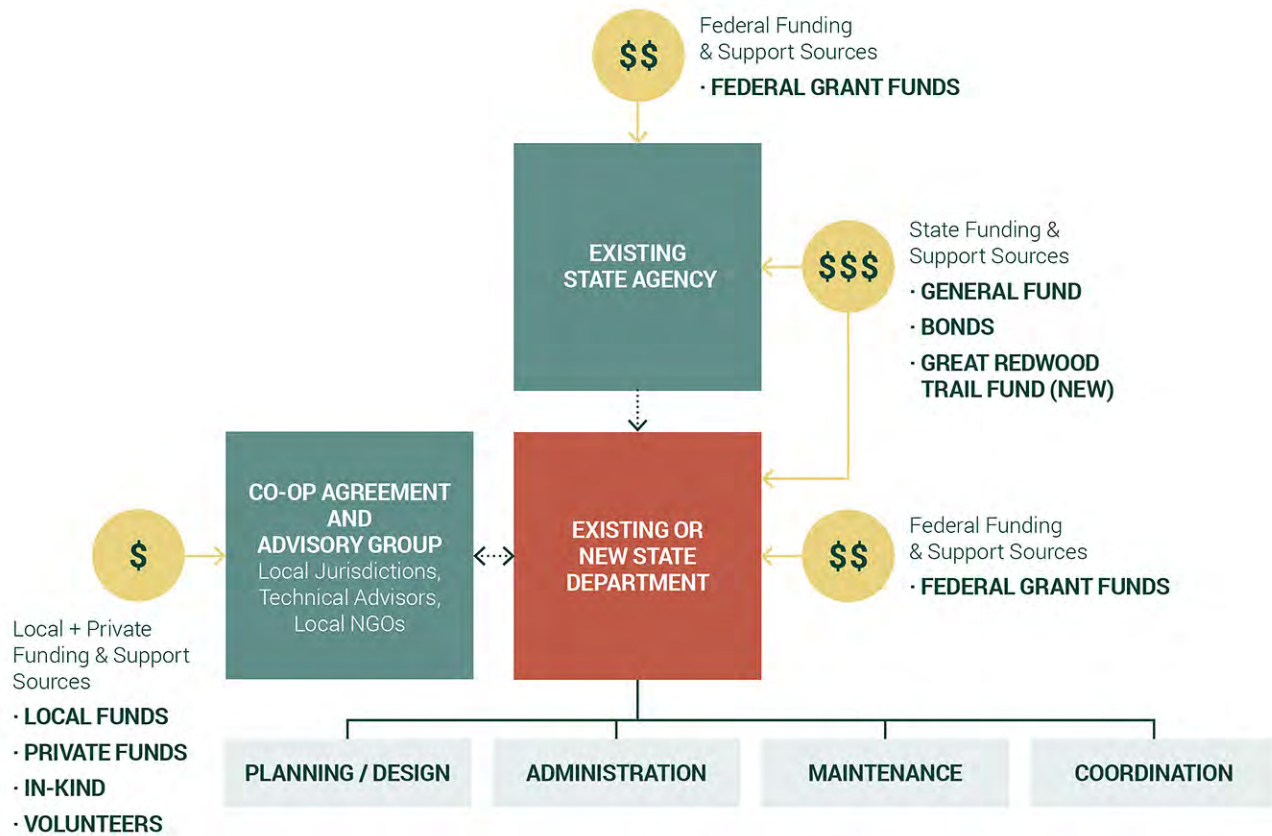 $$
Federal Funding
& Support Sources
· FEDERAL GRANT FUNDS
EXISTING
STATE AGENCY
$$$
State Funding &
Support Sources
· GENERAL FUND
· BONDS
· GREAT REDWOOD
TRAIL FUND (NEW)
$
Local + Private
Funding & Support
Sources
· LOCAL FUNDS
· PRIVATE FUNDS
· IN-KIND
· VOLUNTEERS
CO-OP AGREEMENT
AND
ADVISORY GROUP
Local Jurisdictions,
Technical Advisors,
Local NGOs
EXISTING OR
NEW STATE
DEPARTMENT
$$
Federal Funding
& Support Sources
· FEDERAL GRANT FUNDS
PLANNING / DESIGN
ADMINISTRATION
MAINTENANCE
COORDINATION